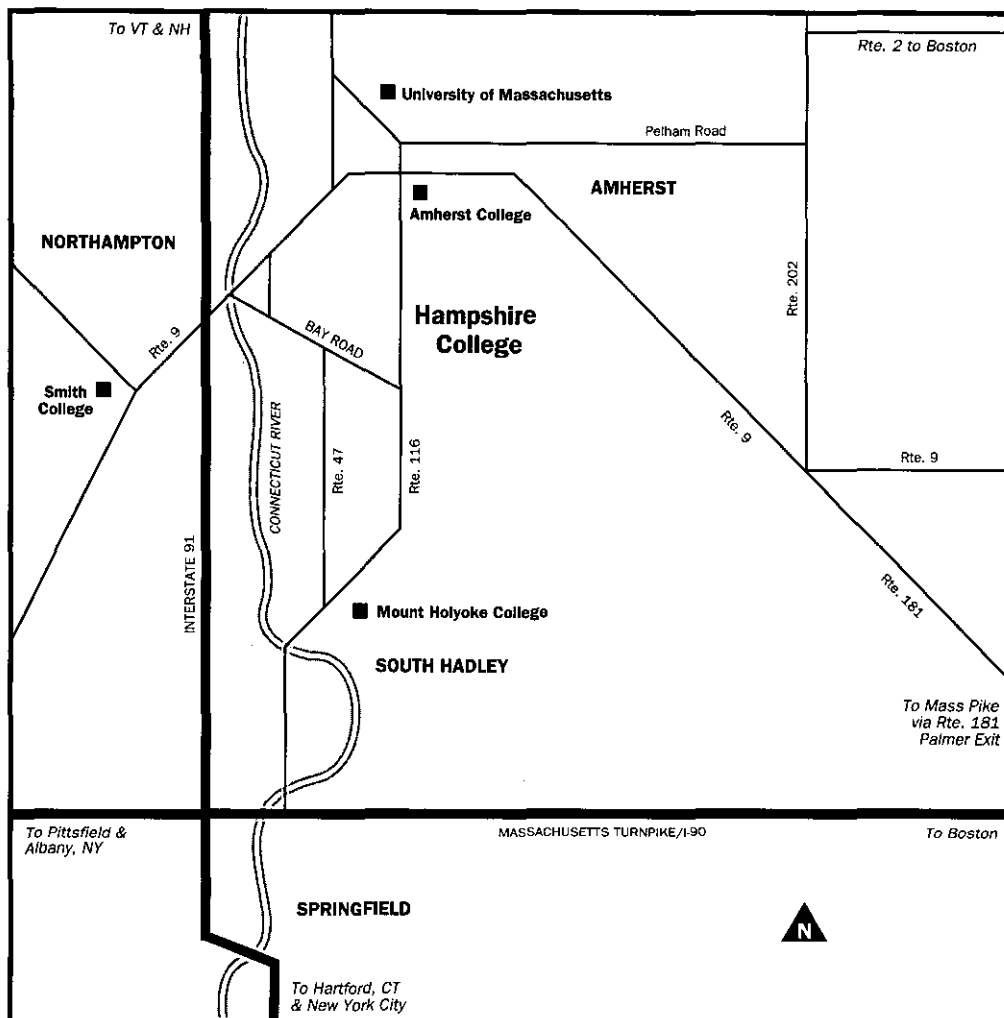 To VT & NH
Rte. 2 to Boston
University of Massachusetts
Pelham Road
AMHERST
Amherst College
NORTHAMPTON
Rte. 202
Hampshire
College
BAY ROAD
Rte. 9
Smith
College
CONNECTICUT RIVER
Rte. 47
Rte. 116
Rte. 9
Rte. 9
INTERSTATE 91
Rte. 181
Mount Holyoke College
SOUTH HADLEY
To Mass Pike
via Rte. 181
Palmer Exit
To Pittsfield &
Albany, NY
MASSACHUSETTS TURNPIKE/I-90
To Boston
SPRINGFIELD
N
To Hartford, CT
& New York City